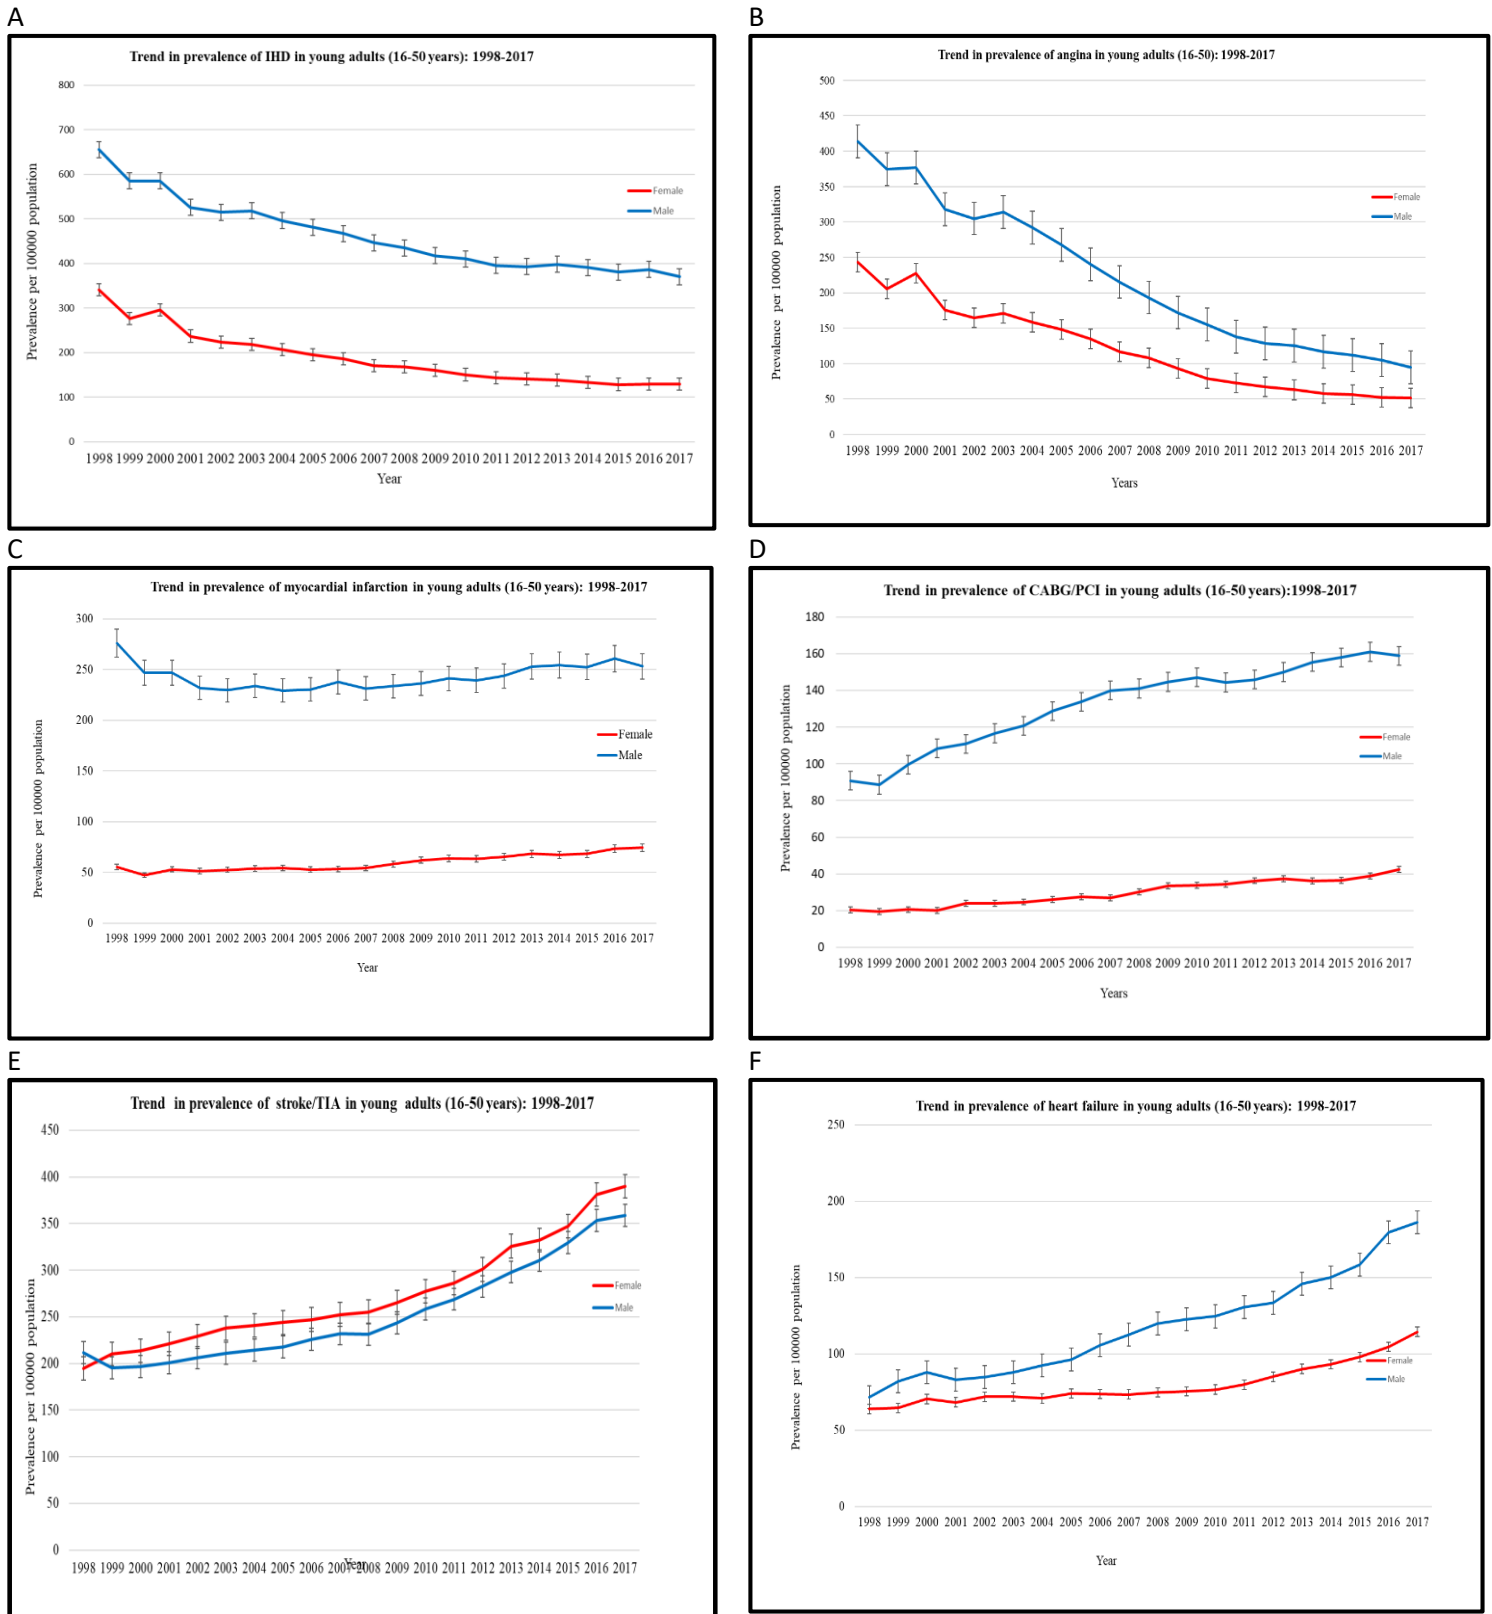 A
Trend in prevalence of IHD in young adults (16-50 years): 1998-2017
800
700
600
500
400
300
200
100
0
Prevalence per 100000 population
Female
Male
1998 1999 2000 2001 2002 2003 2004 2005 2006 2007 2008 2009 2010 2011 2012 2013 2014 2015 2016 2017
Year
B
Trend in prevalence of angina in young adults (16-50): 1998-2017
500
450
400
350
300
250
200
150
100
50
0
Prevalence per 100000 population
Female
Male
1998 1999 2000 2001 2002 2003 2004 2005 2006 2007 2008 2009 2010 2011 2012 2013 2014 2015 2016 2017
Years
C
Trend in prevalence of myocardial infarction in young adults (16-50 years): 1998-2017
300
250
200
150
100
50
0
Prevalence per 100000 population
Female
Male
1998 1999 2000 2001 2002 2003 2004 2005 2006 2007 2008 2009 2010 2011 2012 2013 2014 2015 2016 2017
Year
D
Trend in prevalence of CABG/PCI in young adults (16-50 years):1998-2017
180
160
140
120
100
80
60
40
20
0
Prevalence per 100000 population
Female
Male
1998 1999 2000 2001 2002 2003 2004 2005 2006 2007 2008 2009 2010 2011 2012 2013 2014 2015 2016 2017
Years
E
Trend in prevalence of stroke/TIA in young adults (16-50 years): 1998-2017
450
400
350
300
250
200
150
100
50
0
Prevalence per 100000 population
Female
Male
1998 1999 2000 2001 2002 2003 2004 2005 2006 2007 2008 2009 2010 2011 2012 2013 2014 2015 2016 2017
Year
F
Trend in prevalence of heart failure in young adults (16-50 years): 1998-2017
250
200
150
100
50
0
Prevalence per 100000 population
Female
Male
1998 1999 2000 2001 2002 2003 2004 2005 2006 2007 2008 2009 2010 2011 2012 2013 2014 2015 2016 2017
Year